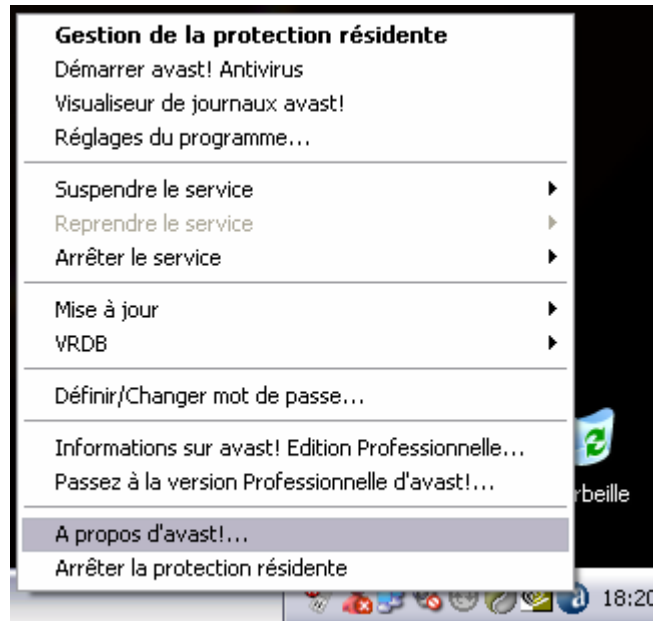 Gestion de la protection résidente
Démarrer avast! Antivirus
Visualiseur de journaux avast!
Réglages du programme...
Suspendre le service
Reprendre le service
Arrêter le service
Mise à jour
VRDB
Définir/Changer mot de passe...
Informations sur avast! Edition Professionnelle...
Passez à la version Professionnelle d'avast!...
rbeille
A propos d'avast!...
Arrêter la protection résidente
18:20